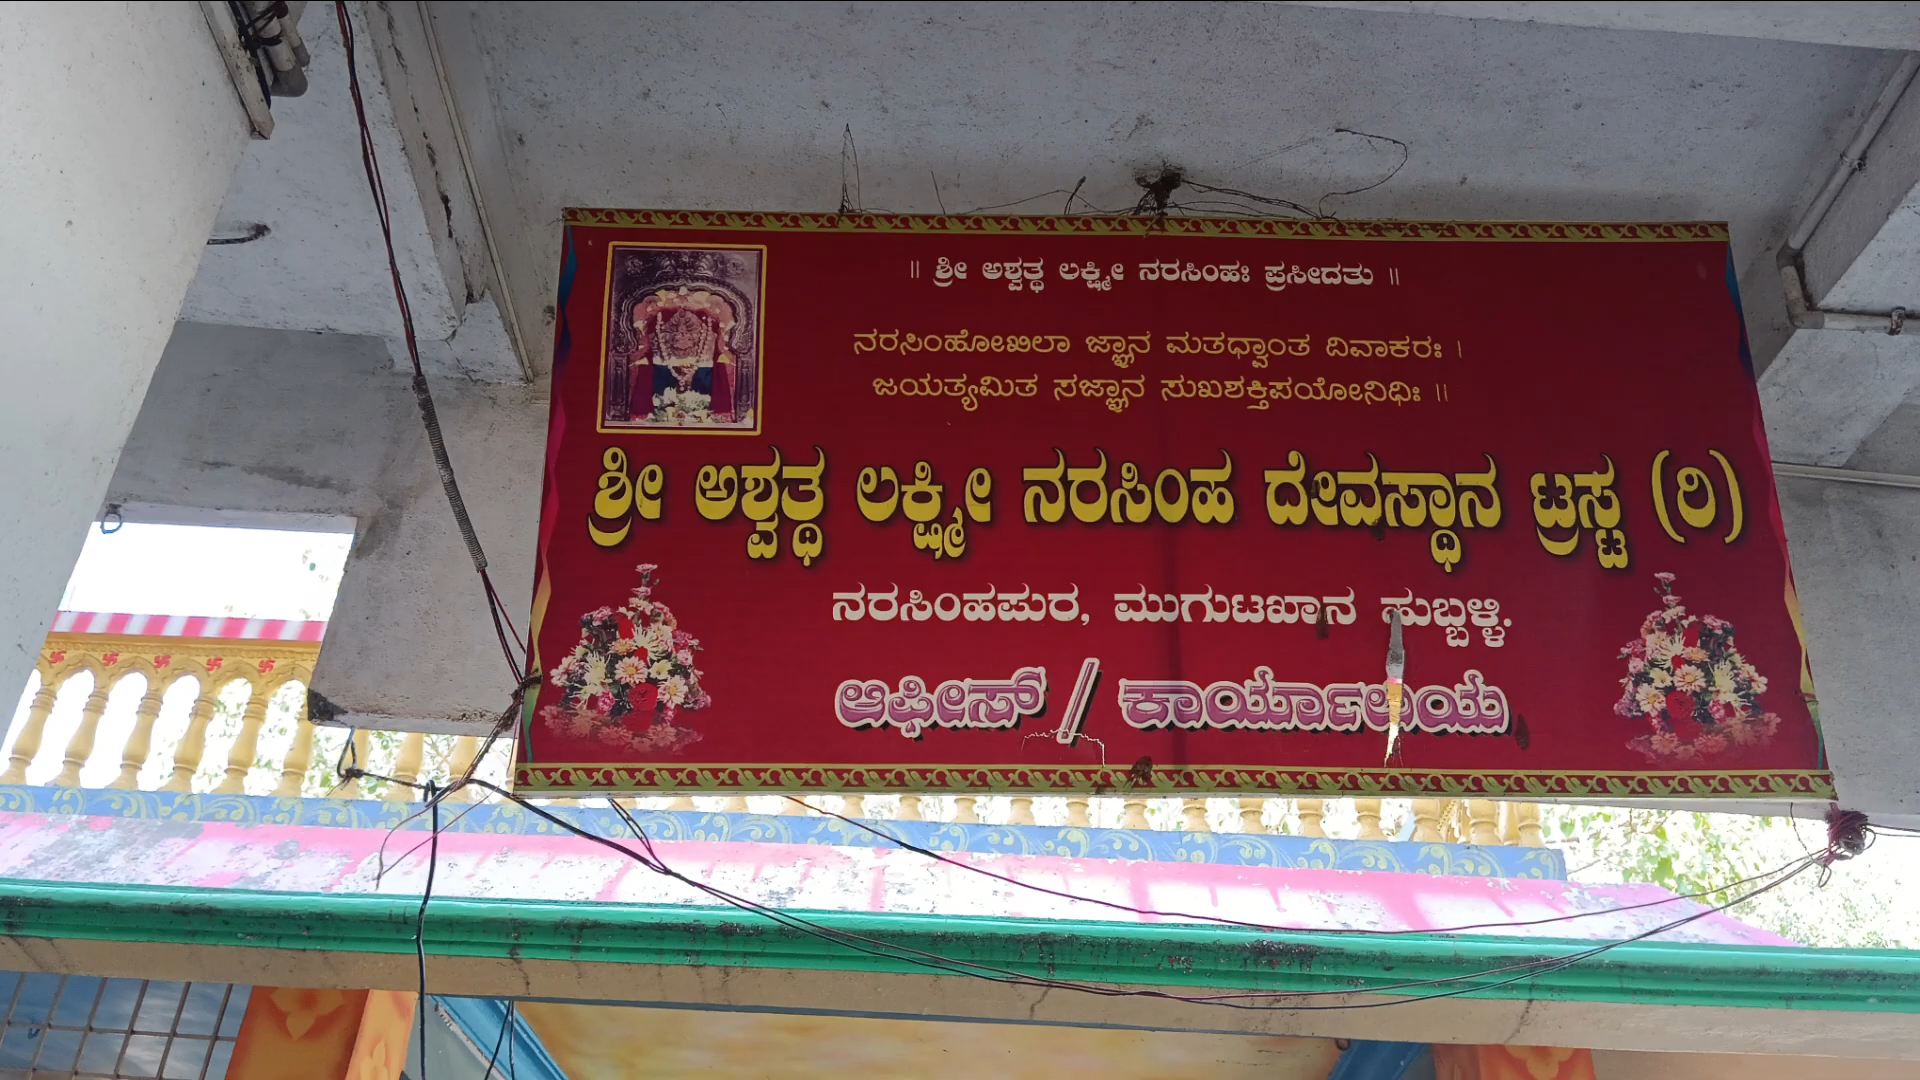 ॥ ಶ್ರೀ ಅಶ್ವತ್ಥ ಲಕ್ಷ್ಮೀ ನರಸಿಂಹಃ ಪ್ರಸೀದತು ॥
ನರಸಿಂಹೋಖಿಲಾ ಜ್ಞಾನ ಮತಧ್ವಾಂತ ದಿವಾಕರಃ ।
ಜಯತ್ಯಮಿತ ಸಜ್ಞಾನ ಸುಖಶಕ್ತಿಪಯೋನಿಧಿಃ ॥
ಶ್ರೀ ಅಶ್ವತ್ಥ ಲಕ್ಷ್ಮೀ ನರಸಿಂಹ ದೇವಸ್ಥಾನ ಟ್ರಸ್ಟ (ರಿ)
ನರಸಿಂಹಪುರ, ಮುಗುಟಖಾನ ಹುಬ್ಬಳ್ಳಿ.
ಆಫೀಸ್ / ಕಾರ್ಯಾಲಯ